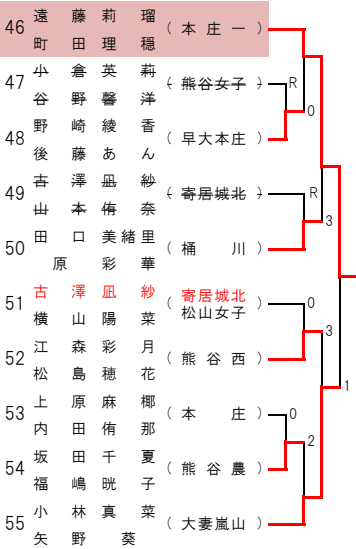 46 遠藤莉瑠 (本庄一)
町田理穏
47 小倉英莉 (熊谷女子) R
谷野馨洋
0
48 野崎綾香 (早大本庄)
後藤あん
49 古澤凪紗 (寄居城北) R
山本侑奈
3
50 田口美緒里 (桶川)
原彩華
51 古澤凪紗 (寄居城北 0
横山陽菜 松山女子)
3
52 江森彩月 (熊谷西)
松島穂花
1
53 上原麻椰 (本庄) 0
内田侑那
2
54 坂田千夏 (熊谷農)
福嶋晄子
55 小林真菜 (大妻嵐山)
矢野葵